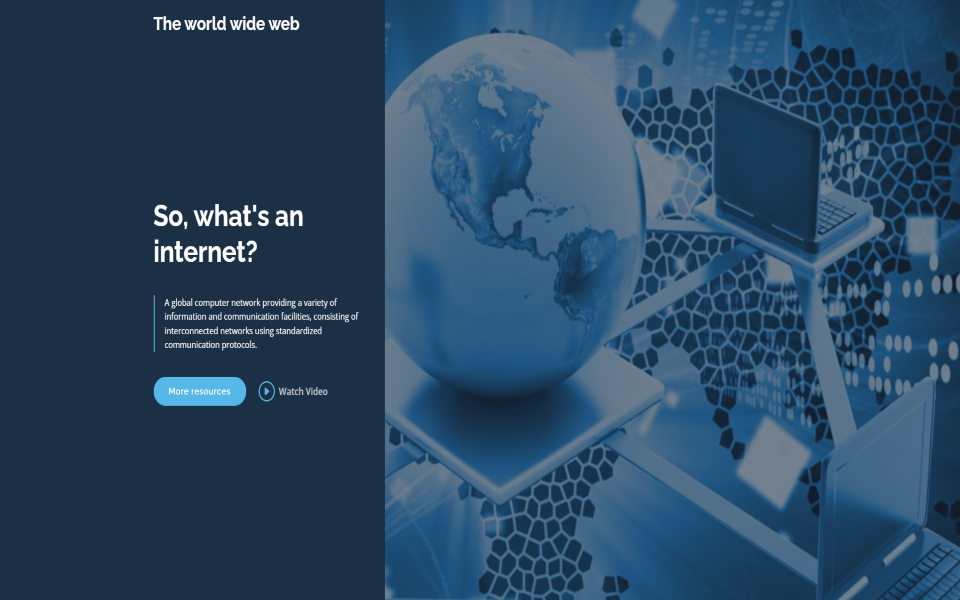 The world wide web
So, what's an
internet?
A global computer network providing a variety of
information and communication facilities, consisting of
interconnected networks using standardized
communication protocols.
More resources
Watch Video